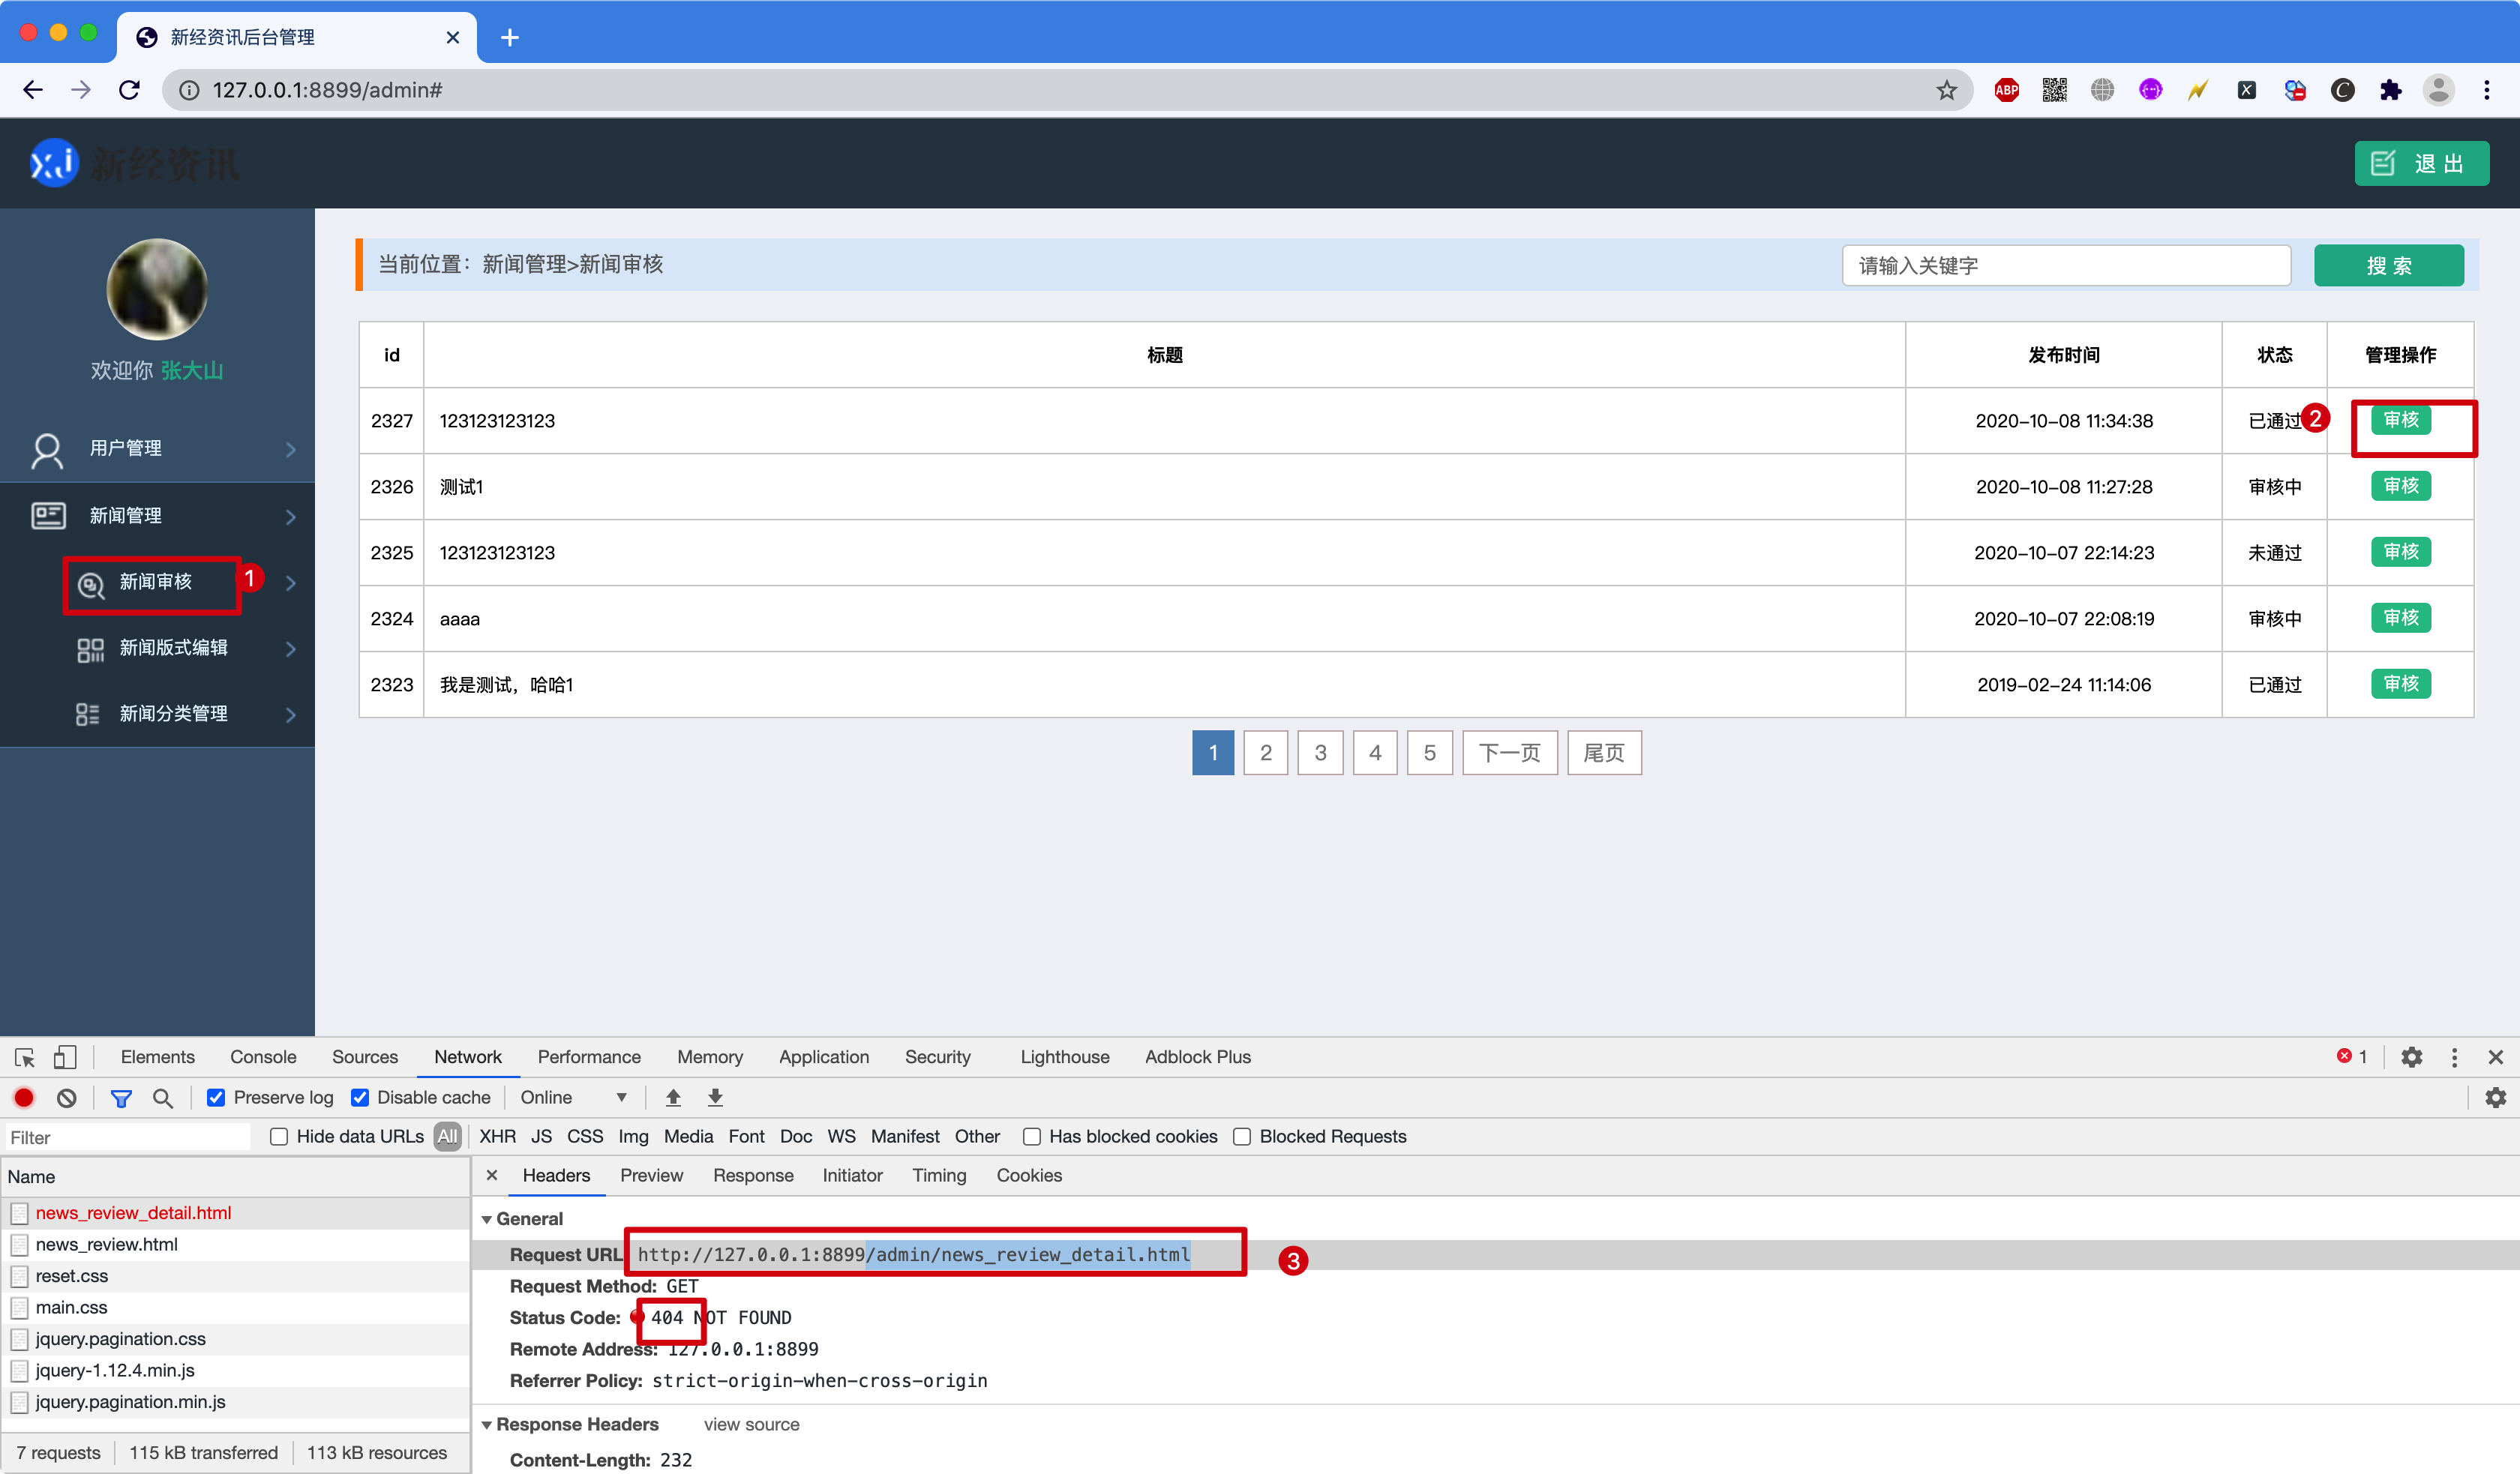 新经资讯后台管理
127.0.0.1:8899/admin#
ABP
新经资讯
退 出
欢迎你 张大山
用户管理
新闻管理
新闻审核 1
新闻版式编辑
新闻分类管理
当前位置：新闻管理>新闻审核 请输入关键字 搜 索
id 标题 发布时间 状态 管理操作
2327 123123123123 2020-10-08 11:34:38 已通过 2 审核
2326 测试1 2020-10-08 11:27:28 审核中 审核
2325 123123123123 2020-10-07 22:14:23 未通过 审核
2324 aaaa 2020-10-07 22:08:19 审核中 审核
2323 我是测试，哈哈1 2019-02-24 11:14:06 已通过 审核
1 2 3 4 5 下一页 尾页
Elements Console Sources Network Performance Memory Application Security Lighthouse Adblock Plus 1
Preserve log Disable cache Online
Filter Hide data URLs All XHR JS CSS Img Media Font Doc WS Manifest Other Has blocked cookies Blocked Requests
Name
news_review_detail.html
news_review.html
reset.css
main.css
jquery.pagination.css
jquery-1.12.4.min.js
jquery.pagination.min.js
7 requests 115 kB transferred 113 kB resources
Headers Preview Response Initiator Timing Cookies
General
Request URL http://127.0.0.1:8899/admin/news_review_detail.html 3
Request Method: GET
Status Code: 404 NOT FOUND
Remote Address: 127.0.0.1:8899
Referrer Policy: strict-origin-when-cross-origin
Response Headers view source
Content-Length: 232